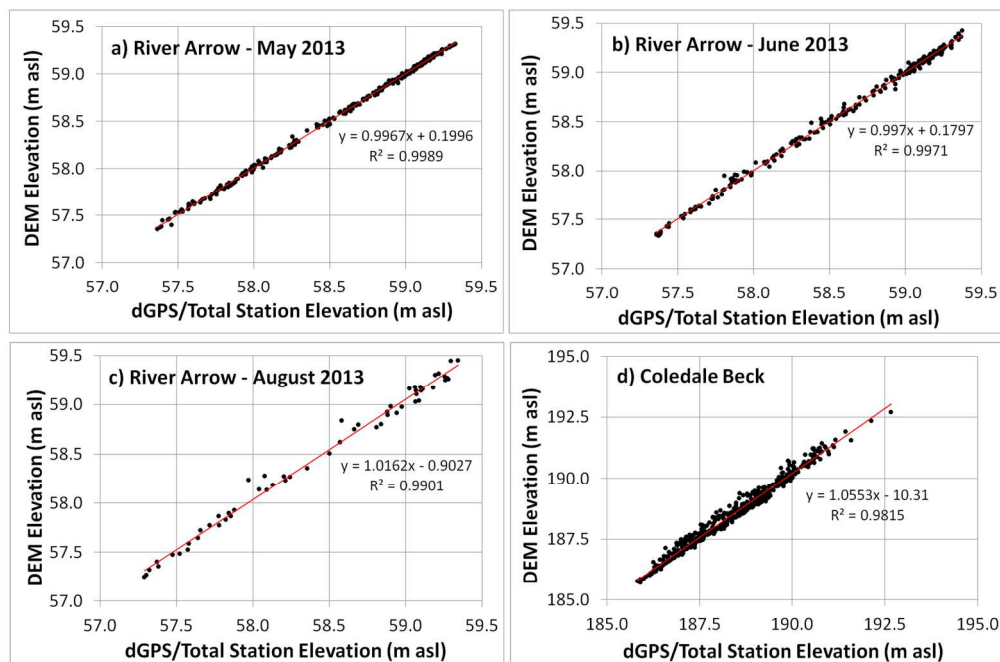 a) River Arrow - May 2013
DEM Elevation (m asl)
59.5
59.0
58.5
58.0
57.5
57.0
y = 0.9967x + 0.1996
R² = 0.9989
57.0 57.5 58.0 58.5 59.0 59.5
dGPS/Total Station Elevation (m asl)
b) River Arrow - June 2013
DEM Elevation (m asl)
59.5
59.0
58.5
58.0
57.5
57.0
y = 0.997x + 0.1797
R² = 0.9971
57.0 57.5 58.0 58.5 59.0 59.5
dGPS/Total Station Elevation (m asl)
c) River Arrow - August 2013
DEM Elevation (m asl)
59.5
59.0
58.5
58.0
57.5
57.0
y = 1.0162x - 0.9027
R² = 0.9901
57.0 57.5 58.0 58.5 59.0 59.5
dGPS/Total Station Elevation (m asl)
d) Coledale Beck
DEM Elevation (m asl)
195.0
192.5
190.0
187.5
185.0
y = 1.0553x - 10.31
R² = 0.9815
185.0 187.5 190.0 192.5 195.0
dGPS/Total Station Elevation (m asl)